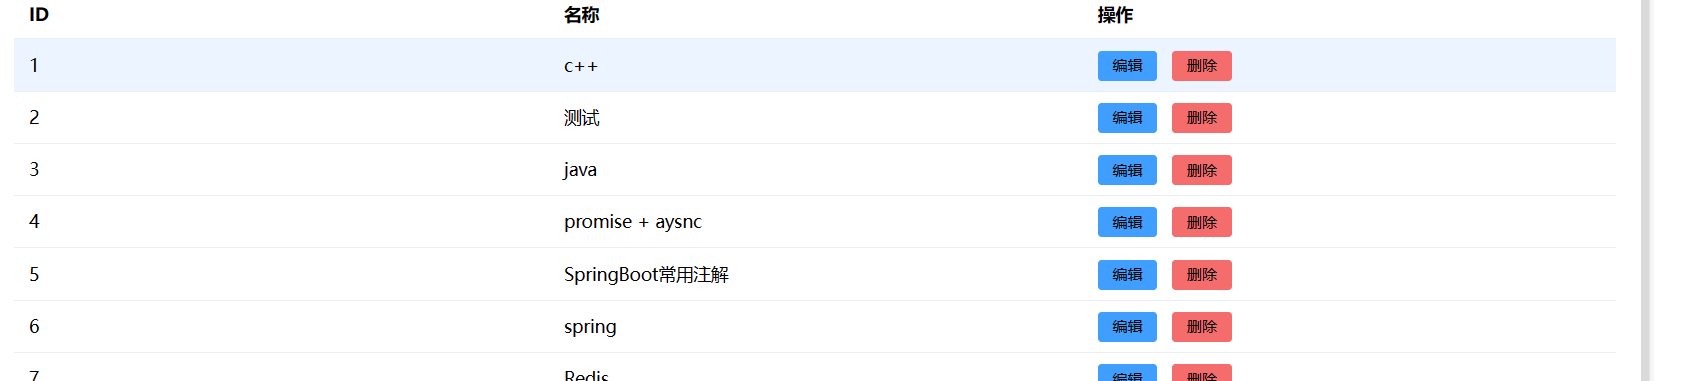 ID 名称 操作
1 c++ 编辑 删除
2 测试 编辑 删除
3 java 编辑 删除
4 promise + aysnc 编辑 删除
5 SpringBoot常用注解 编辑 删除
6 spring 编辑 删除
7 Redis 编辑 删除